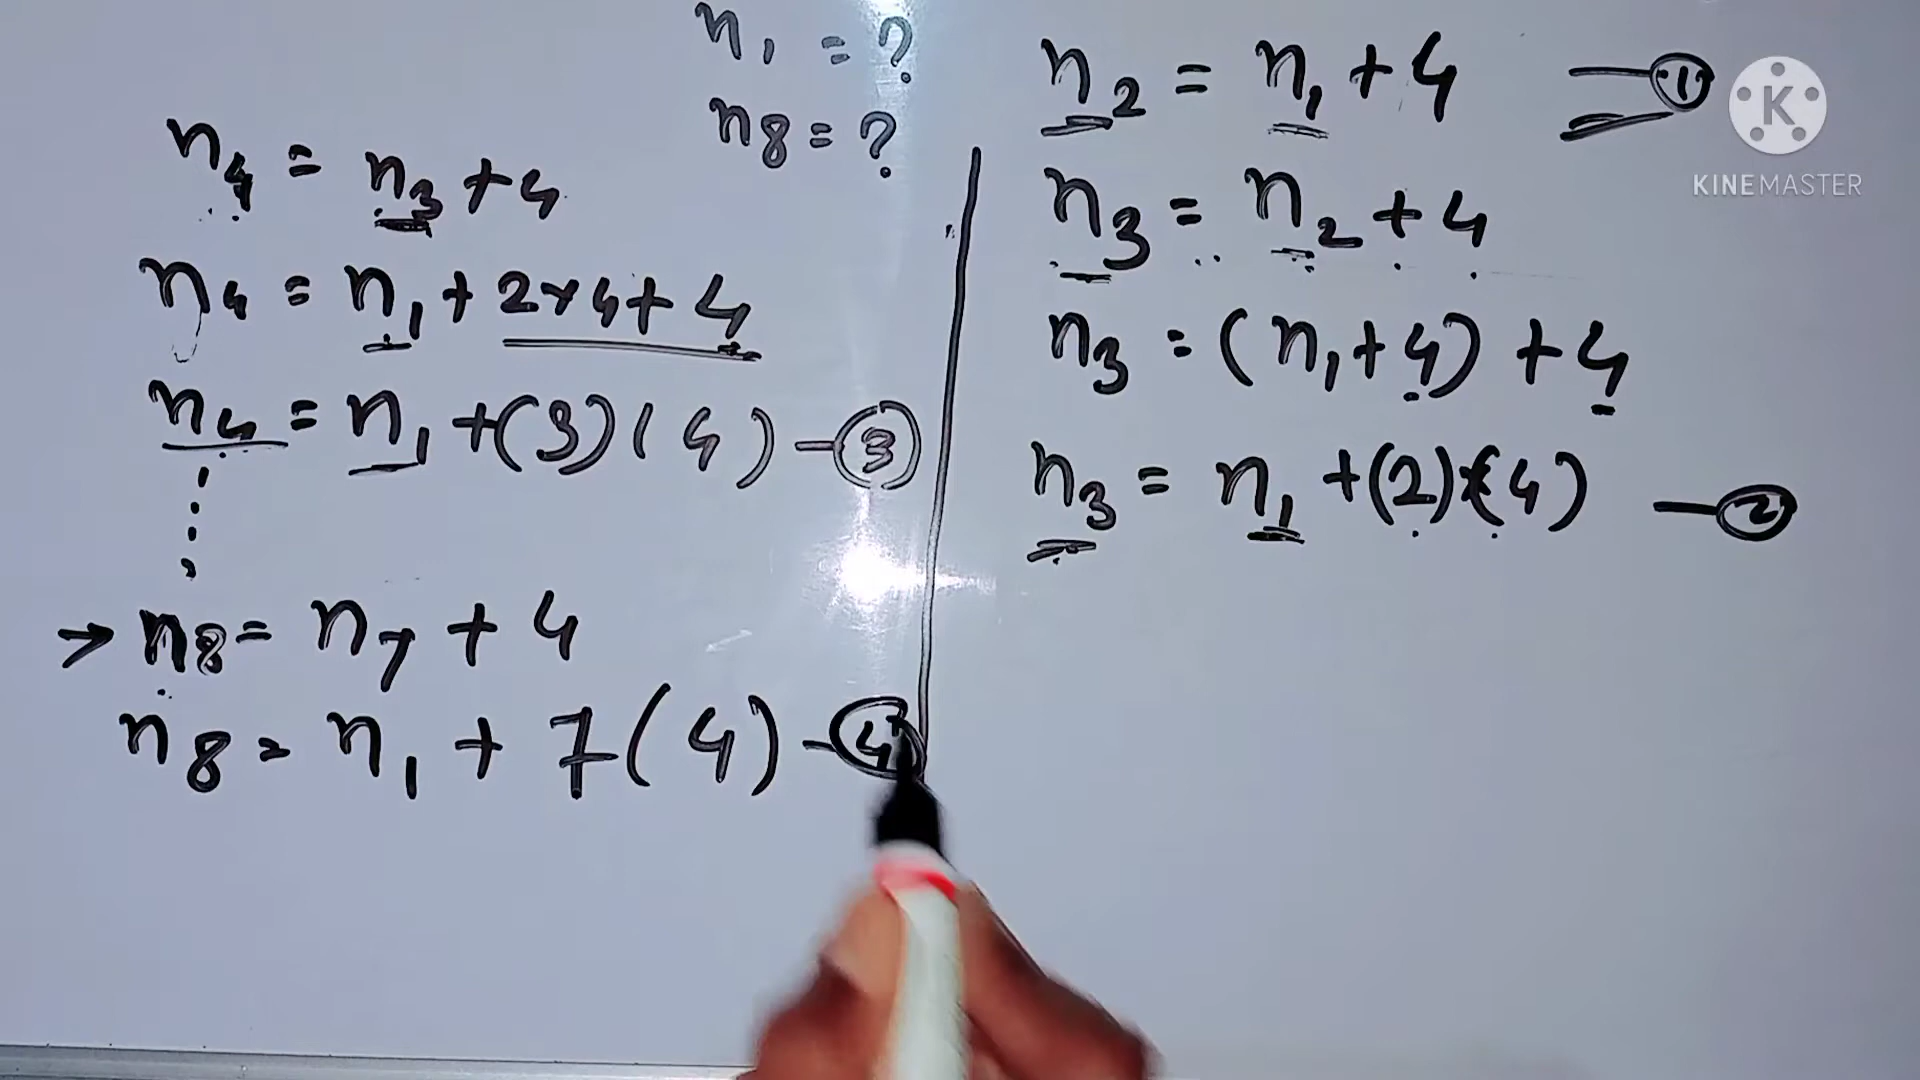 n₁ = ?
n₈ = ?
n₄ = n₃ + 4
n₄ = n₁ + 2×4 + 4
n₄ = n₁ + (3)(4) — ③
→ n₈ = n₇ + 4
n₈ = n₁ + 7(4) — ④
n₂ = n₁ + 4 — ①
n₃ = n₂ + 4
n₃ = (n₁ + 4) + 4
n₃ = n₁ + (2)×(4) — ②
K
KINEMASTER